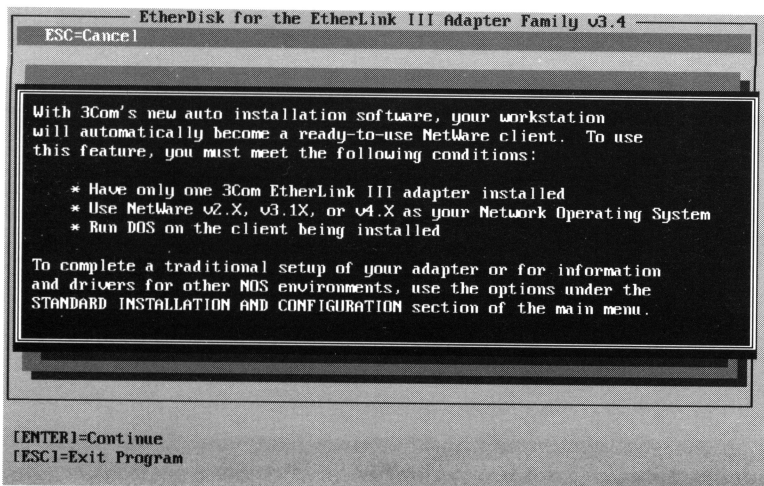 EtherDisk for the EtherLink III Adapter Family v3.4
ESC=Cancel
With 3Com's new auto installation software, your workstation
will automatically become a ready-to-use NetWare client.  To use
this feature, you must meet the following conditions:
* Have only one 3Com EtherLink III adapter installed
* Use NetWare v2.X, v3.1X, or v4.X as your Network Operating System
* Run DOS on the client being installed
To complete a traditional setup of your adapter or for information
and drivers for other NOS environments, use the options under the
STANDARD INSTALLATION AND CONFIGURATION section of the main menu.
[ENTER]=Continue
[ESC]=Exit Program